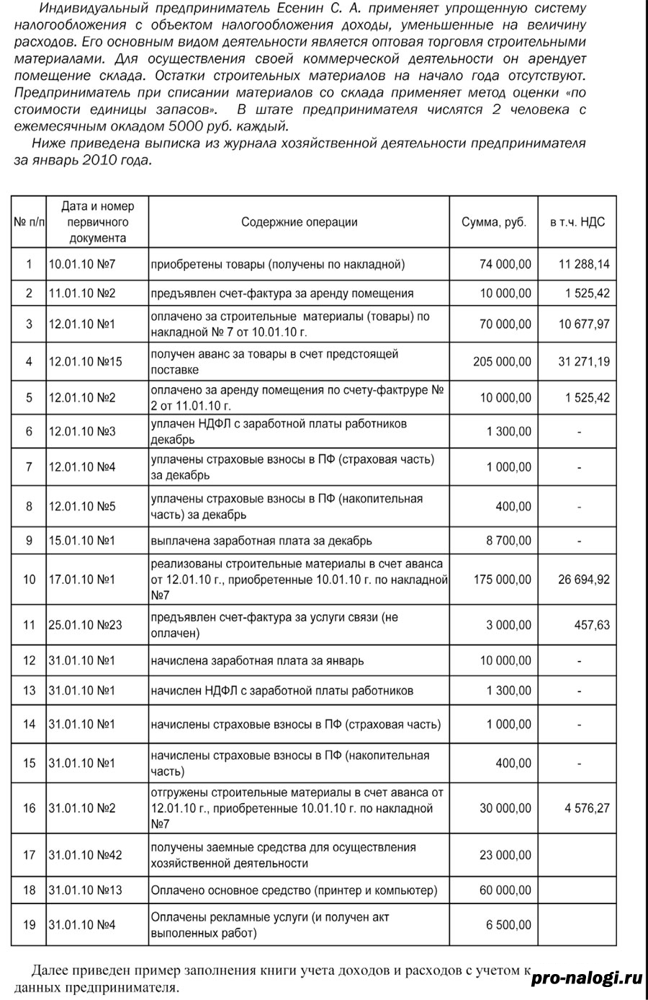 Индивидуальный предприниматель Есенин С. А. применяет упрощенную систему
налогообложения с объектом налогообложения доходы, уменьшенные на величину
расходов. Его основным видом деятельности является оптовая торговля строительными
материалами. Для осуществления своей коммерческой деятельности он арендует
помещение склада. Остатки строительных материалов на начало года отсутствуют.
Предприниматель при списании материалов со склада применяет метод оценки «по
стоимости единицы запасов». В штате предпринимателя числятся 2 человека с
ежемесячным окладом 5000 руб. каждый.
Ниже приведена выписка из журнала хозяйственной деятельности предпринимателя
за январь 2010 года.
№ п/п Дата и номер первичного документа Содержние операции Сумма, руб. в т.ч. НДС
1 10.01.10 №7 приобретены товары (получены по накладной) 74 000,00 11 288,14
2 11.01.10 №2 предъявлен счет-фактура за аренду помещения 10 000,00 1 525,42
3 12.01.10 №1 оплачено за строительные материалы (товары) по
накладной № 7 от 10.01.10 г. 70 000,00 10 677,97
4 12.01.10 №15 получен аванс за товары в счет предстоящей
поставке 205 000,00 31 271,19
5 12.01.10 №2 оплачено за аренду помещения по счету-фактруре №
2 от 11.01.10 г. 10 000,00 1 525,42
6 12.01.10 №3 уплачен НДФЛ с заработной платы работников
декабрь 1 300,00 -
7 12.01.10 №4 уплачены страховые взносы в ПФ (страховая часть)
за декабрь 1 000,00 -
8 12.01.10 №5 уплачены страховые взносы в ПФ (накопительная
часть) за декабрь 400,00 -
9 15.01.10 №1 выплачена заработная плата за декабрь 8 700,00 -
10 17.01.10 №1 реализованы строительные материалы в счет аванса
от 12.01.10 г., приобретенные 10.01.10 г. по накладной
№7 175 000,00 26 694,92
11 25.01.10 №23 предъявлен счет-фактура за услуги связи (не
оплачен) 3 000,00 457,63
12 31.01.10 №1 начислена заработная плата за январь 10 000,00 -
13 31.01.10 №1 начислен НДФЛ с заработной платы работников 1 300,00 -
14 31.01.10 №1 начислены страховые взносы в ПФ (страховая часть) 1 000,00 -
15 31.01.10 №1 начислены страховые взносы в ПФ (накопительная
часть) 400,00 -
16 31.01.10 №2 отгружены строительные материалы в счет аванса от
12.01.10 г., приобретенные 10.01.10 г. по накладной
№7 30 000,00 4 576,27
17 31.01.10 №42 получены заемные средства для осуществления
хозяйственной деятельности 23 000,00
18 31.01.10 №13 Оплачено основное средство (принтер и компьютер) 60 000,00
19 31.01.10 №4 Оплачены рекламные услуги (и получен акт
выполенных работ) 6 500,00
Далее приведен пример заполнения книги учета доходов и расходов с учетом к
данных предпринимателя.
pro-nalogi.ru